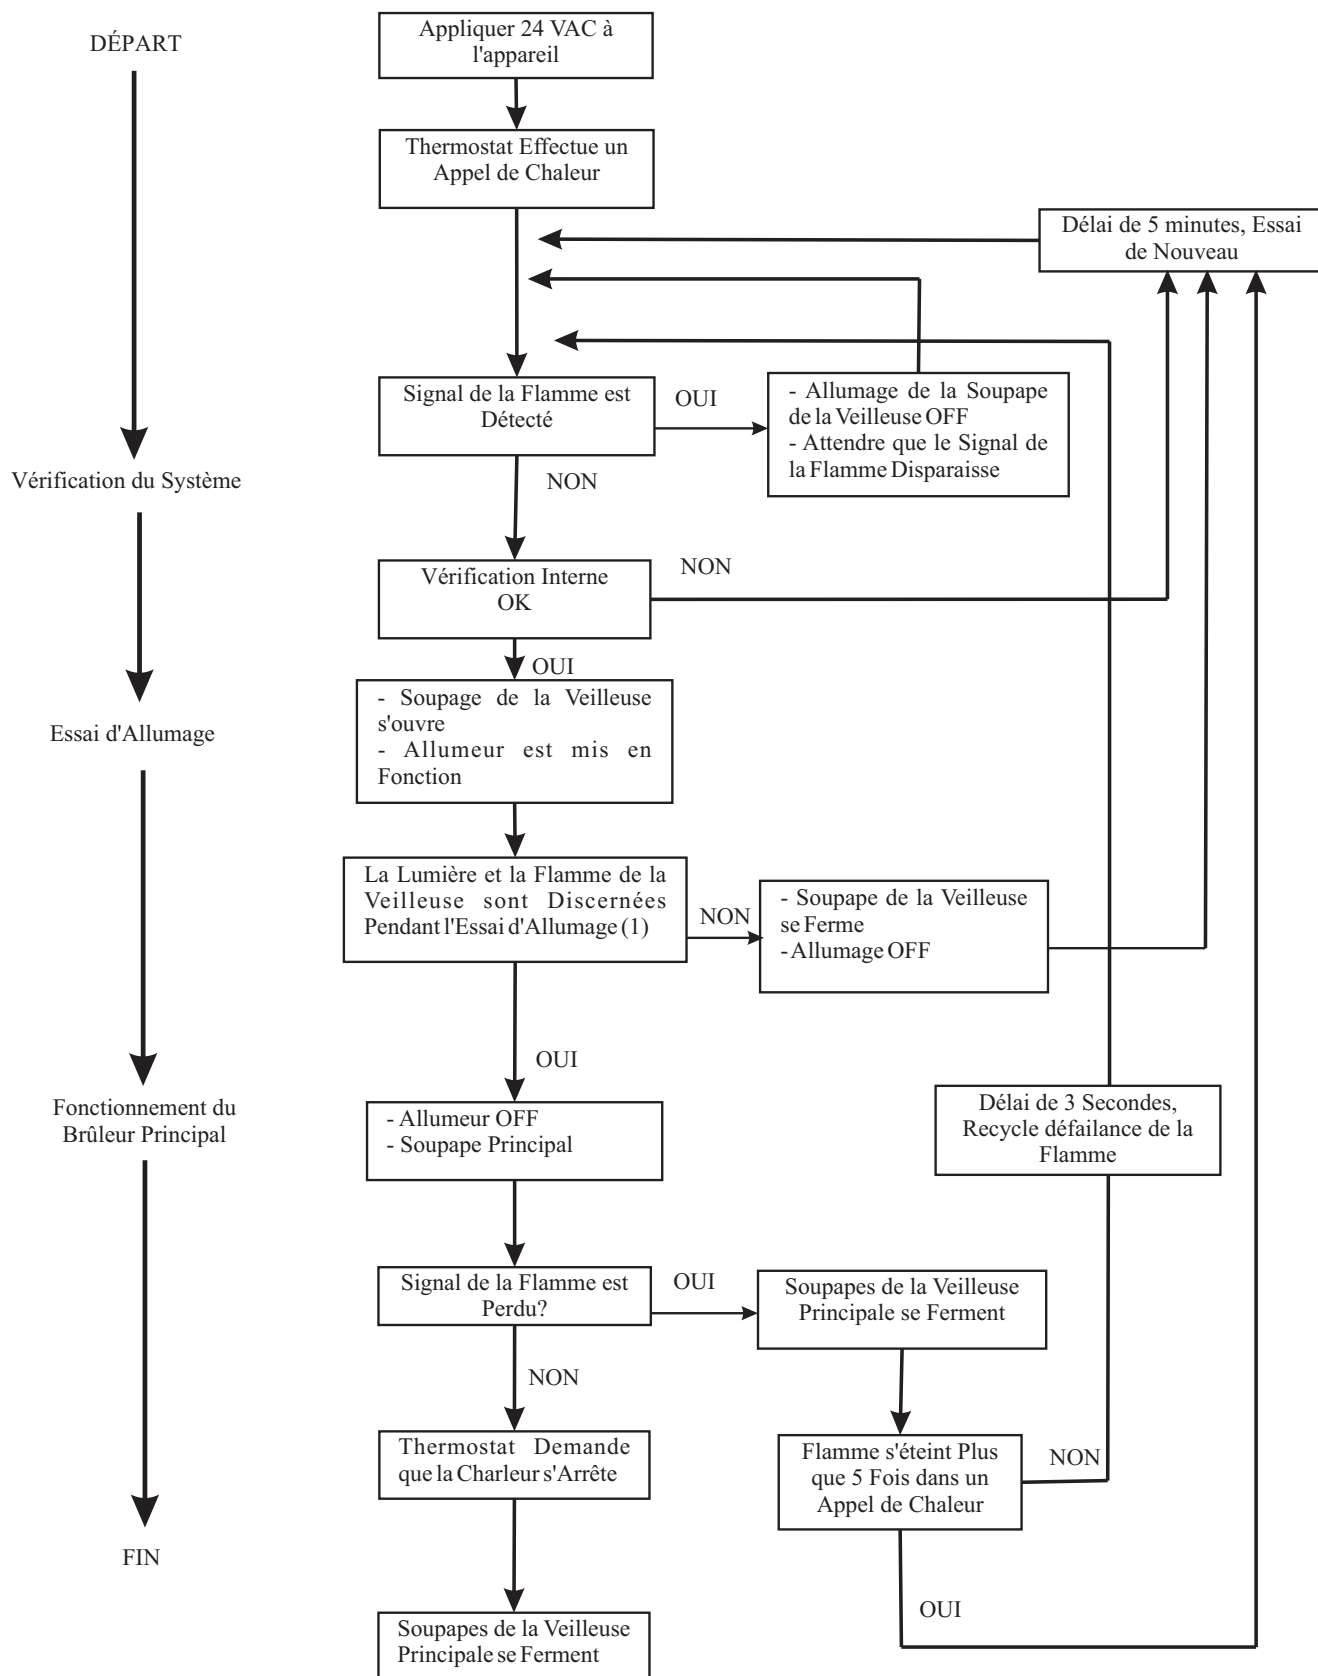 DÉPART
Appliquer 24 VAC à
l'appareil
Thermostat Effectue un
Appel de Chaleur
Délai de 5 minutes, Essai
de Nouveau
Signal de la Flamme est
Détecté
OUI
- Allumage de la Soupape
de la Veilleuse OFF
- Attendre que le Signal de
la Flamme Disparaisse
Vérification du Système
NON
Vérification Interne
OK
NON
OUI
- Soupage de la Veilleuse
s'ouvre
- Allumeur est mis en
Fonction
Essai d'Allumage
La Lumière et la Flamme de la
Veilleuse sont Discernées
Pendant l'Essai d'Allumage (1)
NON
- Soupape de la Veilleuse
se Ferme
- Allumage OFF
OUI
Fonctionnement du
Brûleur Principal
- Allumeur OFF
- Soupape Principal
Délai de 3 Secondes,
Recycle défailance de la
Flamme
Signal de la Flamme est
Perdu?
OUI
Soupapes de la Veilleuse
Principale se Ferment
NON
Thermostat Demande
que la Charleur s'Arrête
Flamme s'éteint Plus
que 5 Fois dans un
Appel de Chaleur
NON
FIN
OUI
Soupapes de la Veilleuse
Principale se Ferment